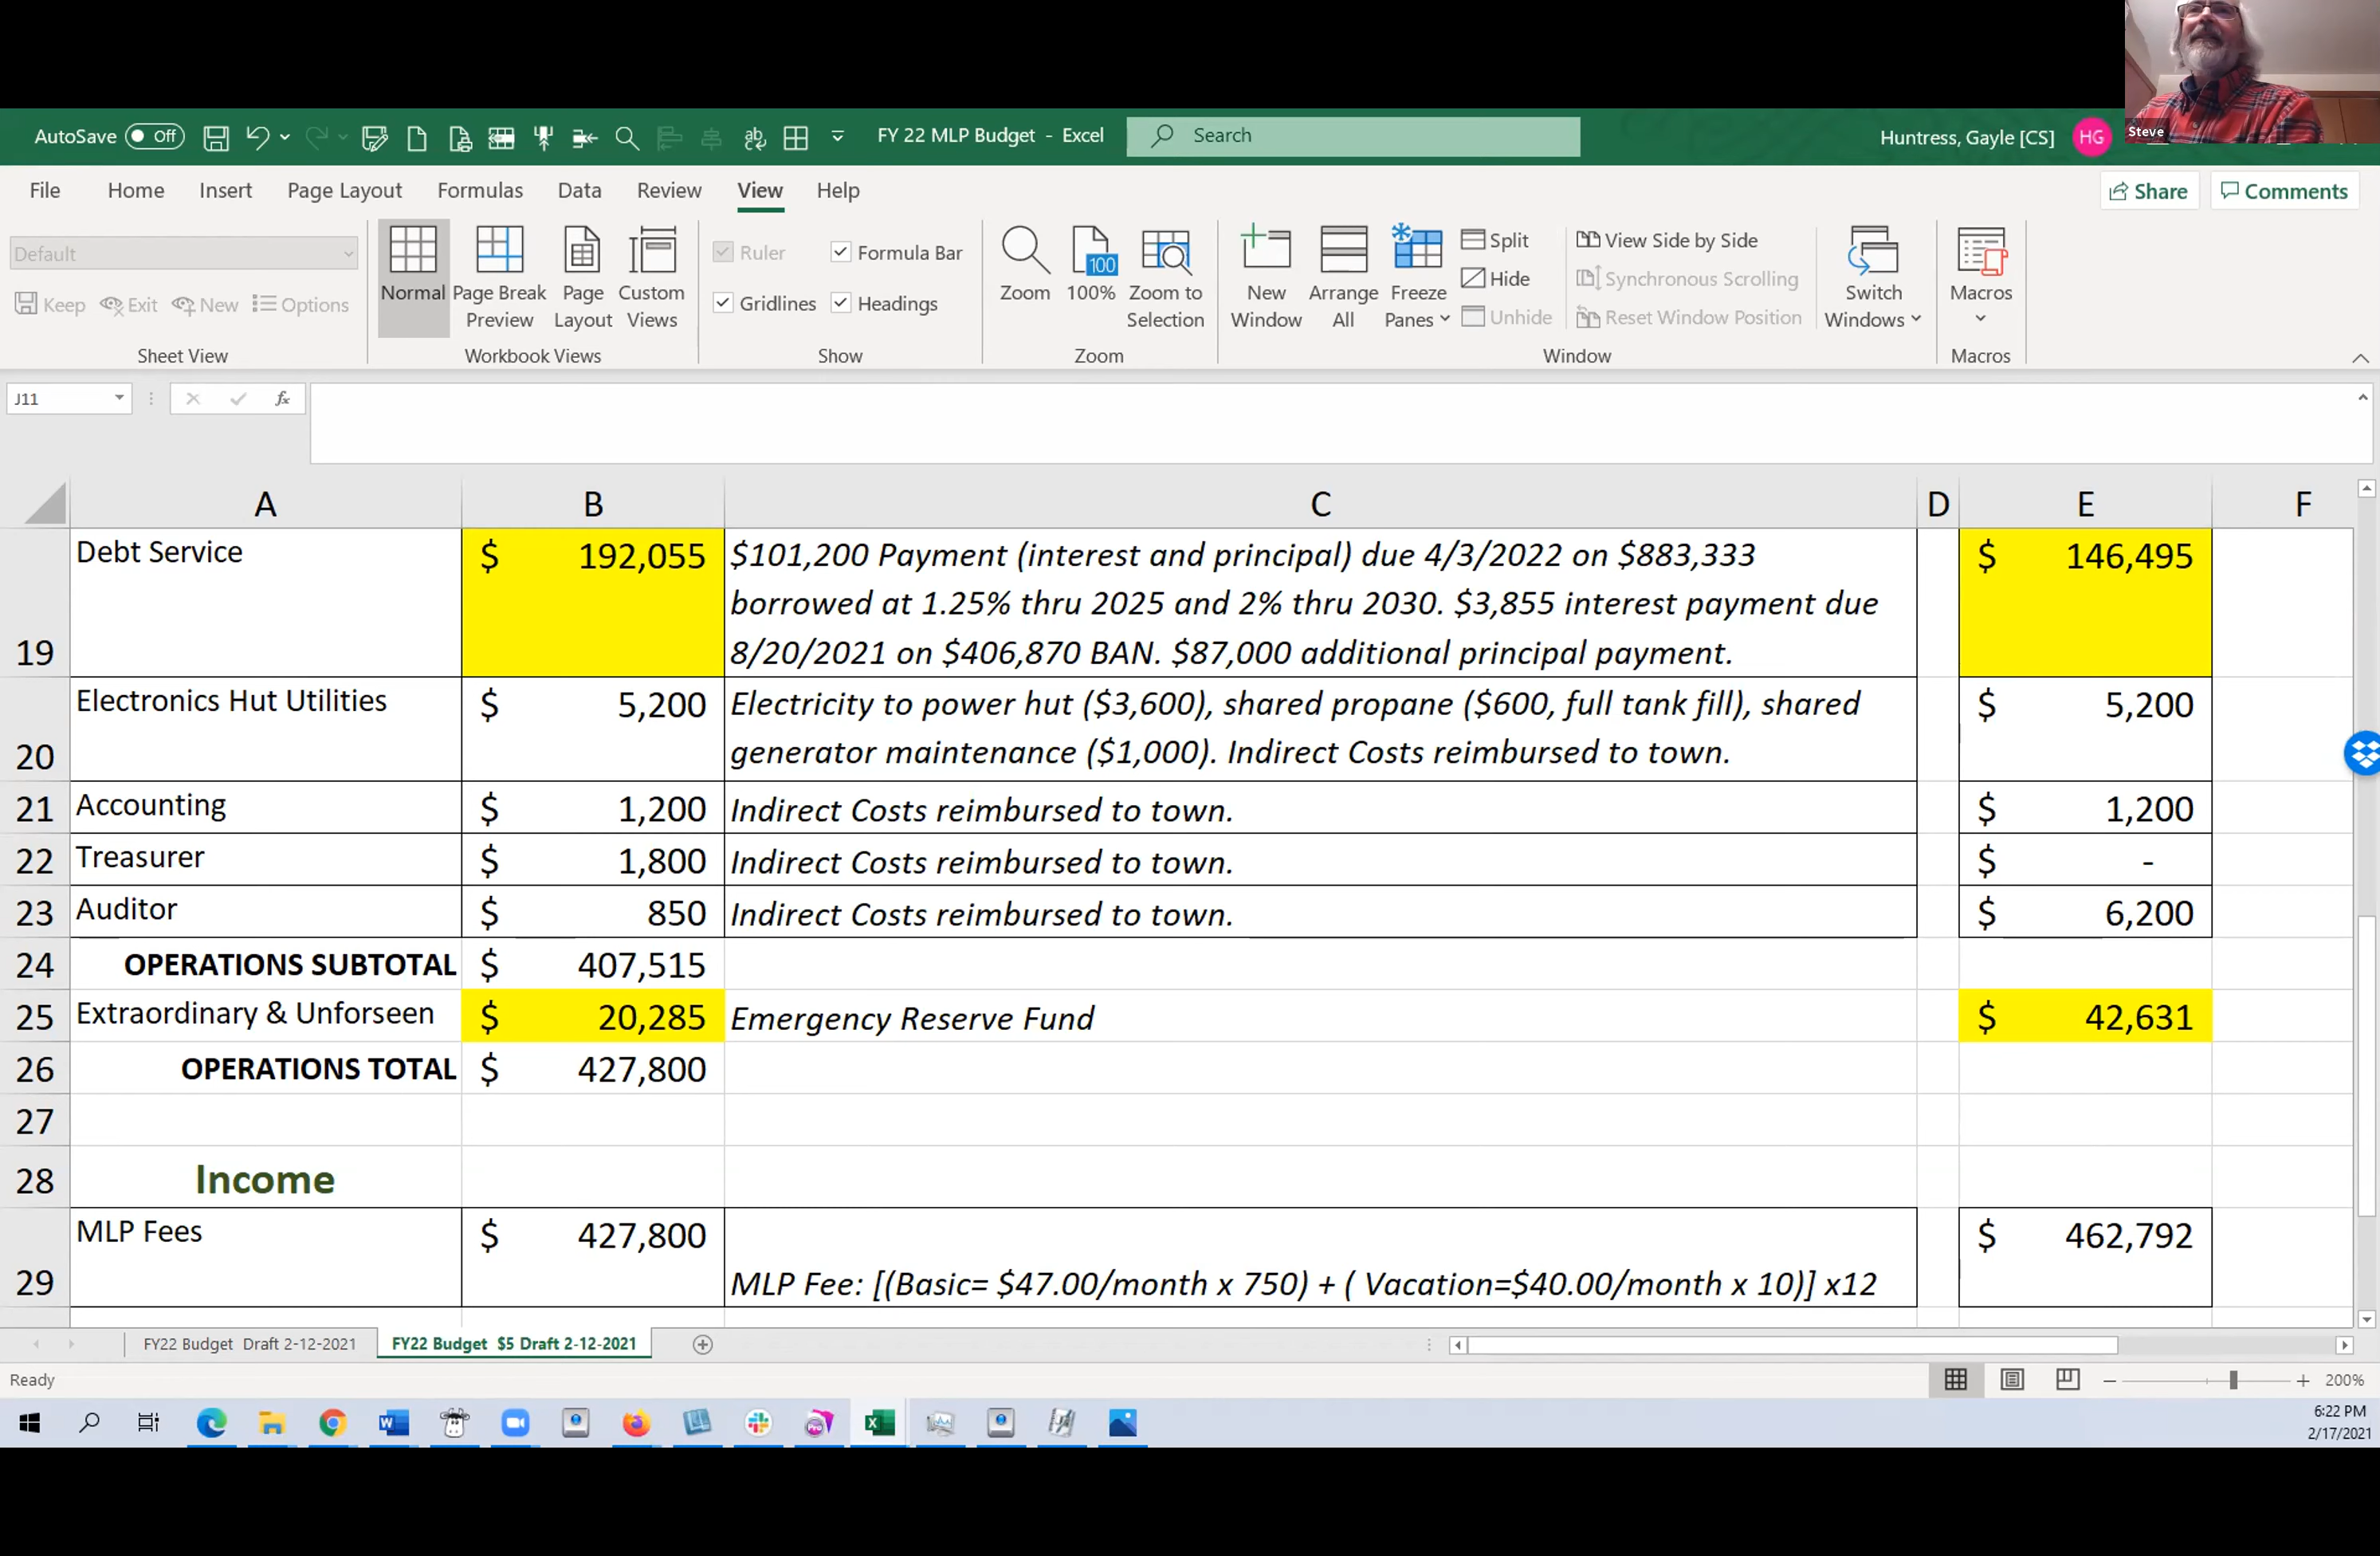 Steve
AutoSave Off
FY 22 MLP Budget - Excel
Search
Huntress, Gayle [CS] HG
File Home Insert Page Layout Formulas Data Review View Help
Share Comments
Default
Keep Exit New Options
Sheet View
Normal
Page Break Preview
Page Layout
Custom Views
Workbook Views
Ruler Formula Bar
Gridlines Headings
Show
Zoom
100
100%
Zoom to Selection
Zoom
New Window
Arrange All
Freeze Panes
Split
Hide
Unhide
View Side by Side
Synchronous Scrolling
Reset Window Position
Window
Switch Windows
Macros
Macros
J11 fx
A B C D E F
19 Debt Service $ 192,055 $101,200 Payment (interest and principal) due 4/3/2022 on $883,333 $ 146,495
borrowed at 1.25% thru 2025 and 2% thru 2030. $3,855 interest payment due
8/20/2021 on $406,870 BAN. $87,000 additional principal payment.
20 Electronics Hut Utilities $ 5,200 Electricity to power hut ($3,600), shared propane ($600, full tank fill), shared $ 5,200
generator maintenance ($1,000). Indirect Costs reimbursed to town.
21 Accounting $ 1,200 Indirect Costs reimbursed to town. $ 1,200
22 Treasurer $ 1,800 Indirect Costs reimbursed to town. $ -
23 Auditor $ 850 Indirect Costs reimbursed to town. $ 6,200
24 OPERATIONS SUBTOTAL $ 407,515
25 Extraordinary & Unforseen $ 20,285 Emergency Reserve Fund $ 42,631
26 OPERATIONS TOTAL $ 427,800
27
28 Income
29 MLP Fees $ 427,800 MLP Fee: [(Basic= $47.00/month x 750) + ( Vacation=$40.00/month x 10)] x12 $ 462,792
FY22 Budget Draft 2-12-2021 FY22 Budget $5 Draft 2-12-2021
Ready 200%
6:22 PM
2/17/2021